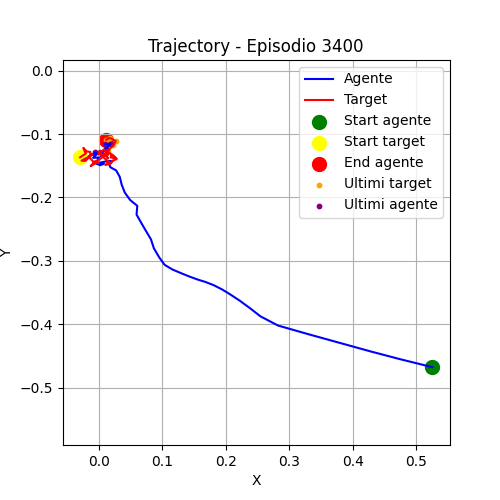 Trajectory - Episodio 3400
0.0
−0.1
−0.2
−0.3
−0.4
−0.5
Y
Agente
Target
Start agente
Start target
End agente
Ultimi target
Ultimi agente
0.0 0.1 0.2 0.3 0.4 0.5
X